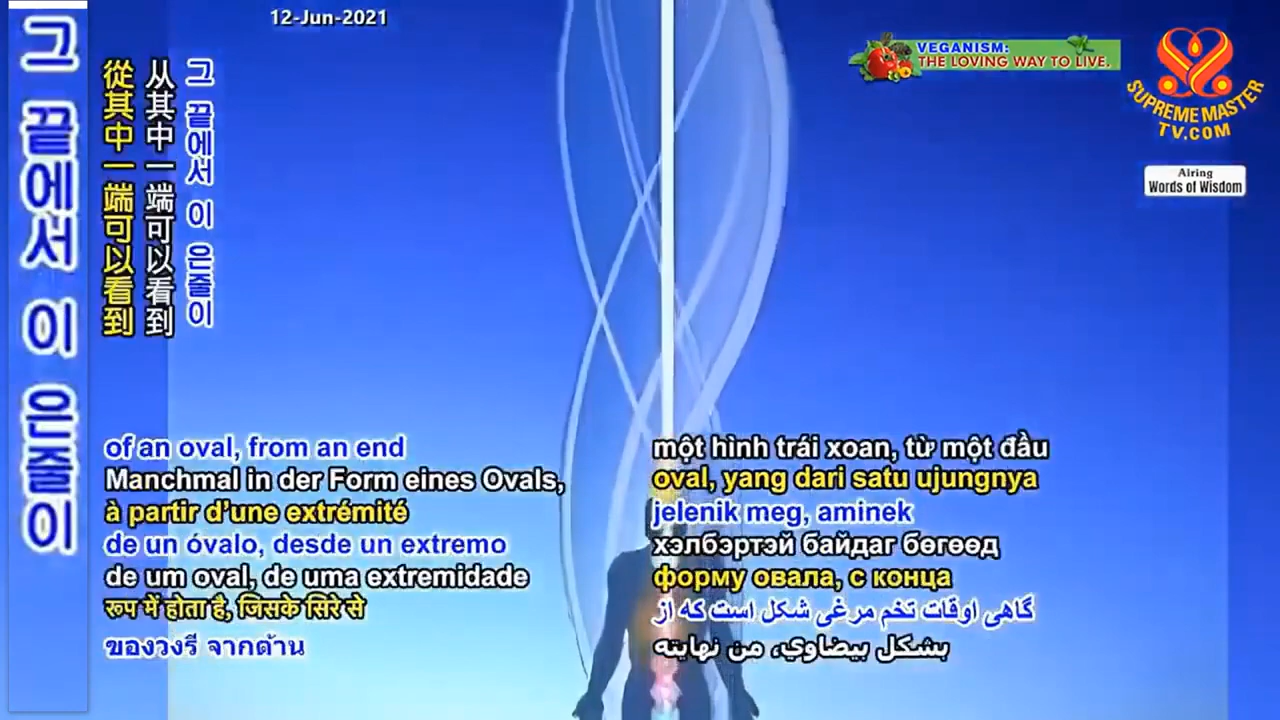 12-Jun-2021
VEGANISM:
THE LOVING WAY TO LIVE.
SUPREME MASTER
TV.COM
Airing
Words of Wisdom
그 끝에서 이 은줄이
從其中一端可以看到
从其中一端可以看到
그 끝에서 이 은줄이
of an oval, from an end
Manchmal in der Form eines Ovals,
à partir d'une extrémité
de un óvalo, desde un extremo
de um oval, de uma extremidade
रूप में होता है, जिसके सिरे से
ของวงรี จากด้าน
một hình trái xoan, từ một đầu
oval, yang dari satu ujungnya
jelenik meg, aminek
хэлбэртэй байдаг бөгөөд
форму овала, с конца
گاهی اوقات تخم مرغی شکل است که از
بشكل بيضاوي، من نهايته